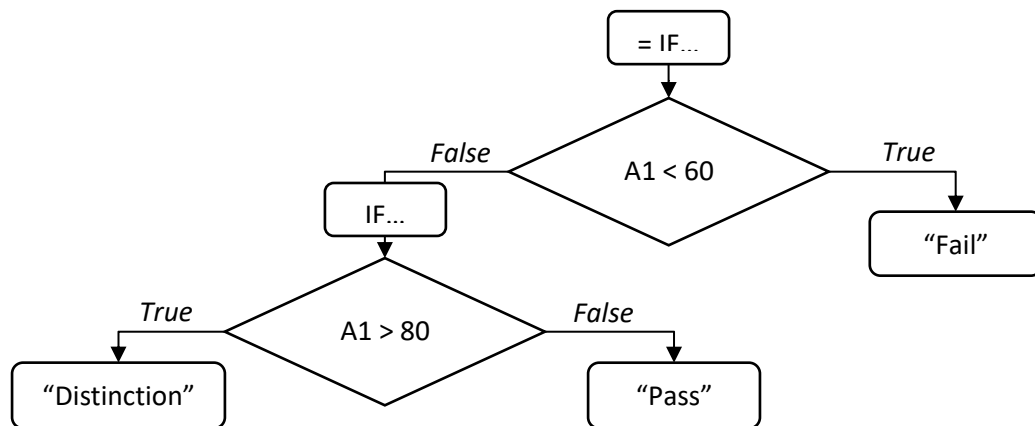 = IF...
False
True
A1 < 60
IF...
“Fail”
True
False
A1 > 80
“Distinction”
“Pass”